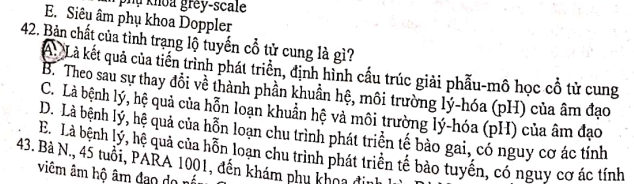 grey-scale
E. Siêu âm phụ khoa Doppler
42. Bản chất của tình trạng lộ tuyến cổ tử cung là gì?
A. Là kết quả của tiến trình phát triển, định hình cấu trúc giải phẫu-mô học cổ tử cung
B. Theo sau sự thay đổi về thành phần khuẩn hệ, môi trường lý-hóa (pH) của âm đạo
C. Là bệnh lý, hệ quả của hỗn loạn khuẩn hệ và môi trường lý-hóa (pH) của âm đạo
D. Là bệnh lý, hệ quả của hỗn loạn chu trình phát triển tế bào gai, có nguy cơ ác tính
E. Là bệnh lý, hệ quả của hỗn loạn chu trình phát triển tế bào tuyến, có nguy cơ ác tính
43. Bà N., 45 tuổi, PARA 1001, đến khám phụ khoa
viêm âm hộ âm đạo do